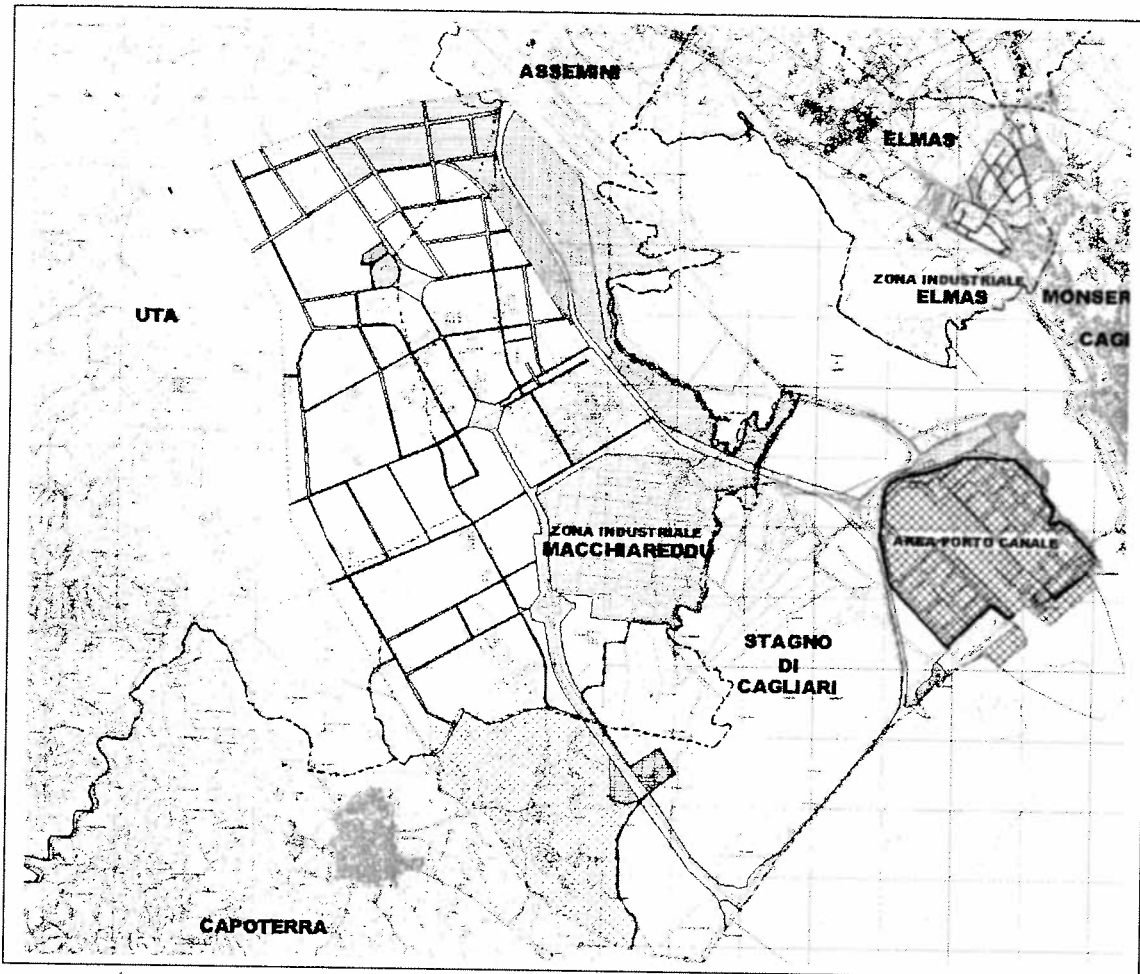 ASSEMINI
ELMAS
ZONA INDUSTRIALE
ELMAS
MONSER
CAGI
UTA
ZONA INDUSTRIALE
MACCHIAREDDU
AREA PORTO CANALE
STAGNO
DI
CAGLIARI
CAPOTERRA